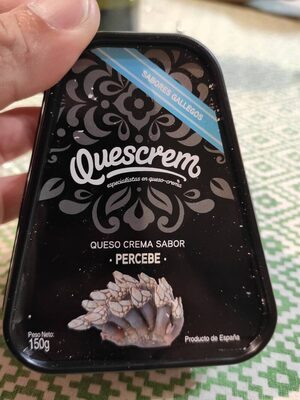 SABORES GALLEGOS
Quescrem
especialistas en queso-crema
QUESO CREMA SABOR
· PERCEBE ·
Peso Neto:
150g
Producto de España